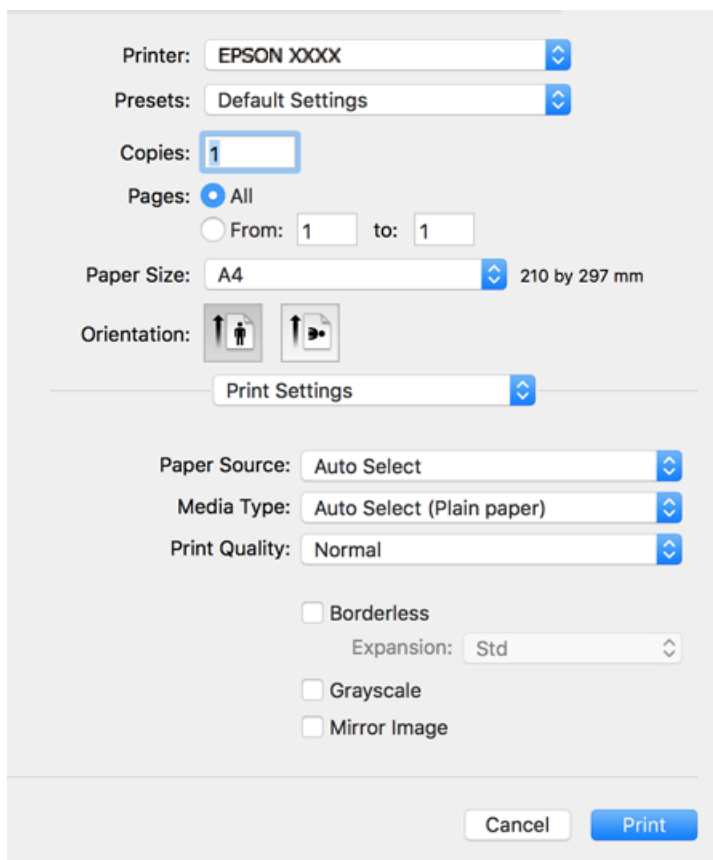 Printer: EPSON XXXX
Presets: Default Settings
Copies: 1
Pages: All
From: 1 to: 1
Paper Size: A4 210 by 297 mm
Orientation:
Print Settings
Paper Source: Auto Select
Media Type: Auto Select (Plain paper)
Print Quality: Normal
Borderless
Expansion: Std
Grayscale
Mirror Image
Cancel Print